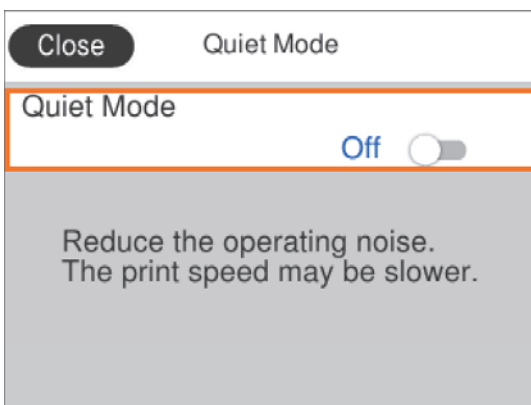 Close
Quiet Mode
Quiet Mode
Off
Reduce the operating noise.
The print speed may be slower.